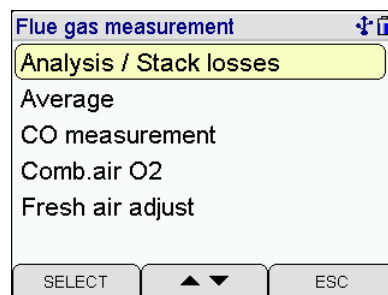 Flue gas measurement
Analysis / Stack losses
Average
CO measurement
Comb.air O2
Fresh air adjust
SELECT ▲ ▼ ESC